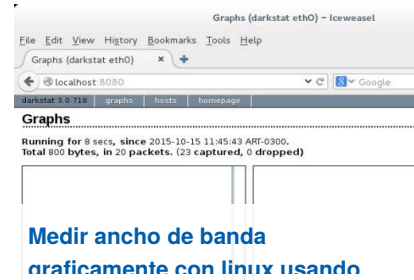 Graphs (darkstat eth0) - Iceweasel
File Edit View History Bookmarks Tools Help
Graphs (darkstat eth0) × +
localhost:8080 Google
darkstat 3.0.718 graphs hosts homepage
Graphs
Running for 8 secs, since 2015-10-15 11:45:43 ART-0300.
Total 800 bytes, in 20 packets. (23 captured, 0 dropped)
Medir ancho de banda
graficamente con linux usando